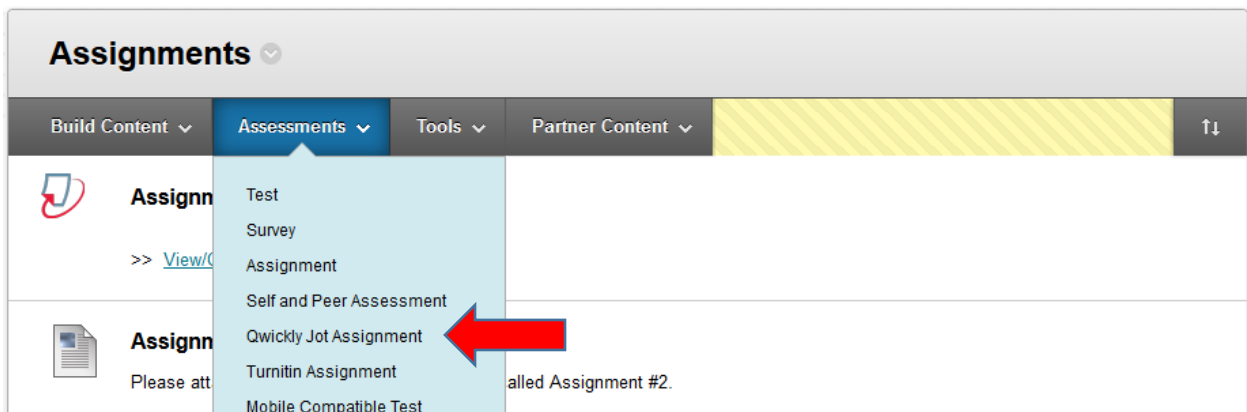 Assignments
Build Content Assessments Tools Partner Content
Test
Assignn
Survey
>> View/
Assignment
Self and Peer Assessment
Qwickly Jot Assignment
Assignn
Turnitin Assignment
Please att alled Assignment #2.
Mobile Compatible Test